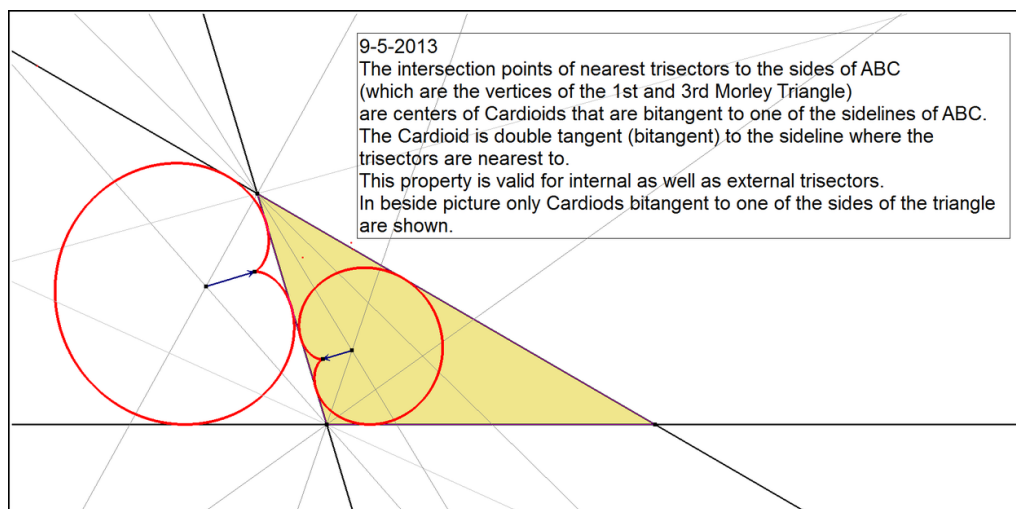 9-5-2013
The intersection points of nearest trisectors to the sides of ABC
(which are the vertices of the 1st and 3rd Morley Triangle)
are centers of Cardioids that are bitangent to one of the sidelines of ABC.
The Cardioid is double tangent (bitangent) to the sideline where the
trisectors are nearest to.
This property is valid for internal as well as external trisectors.
In beside picture only Cardiods bitangent to one of the sides of the triangle
are shown.